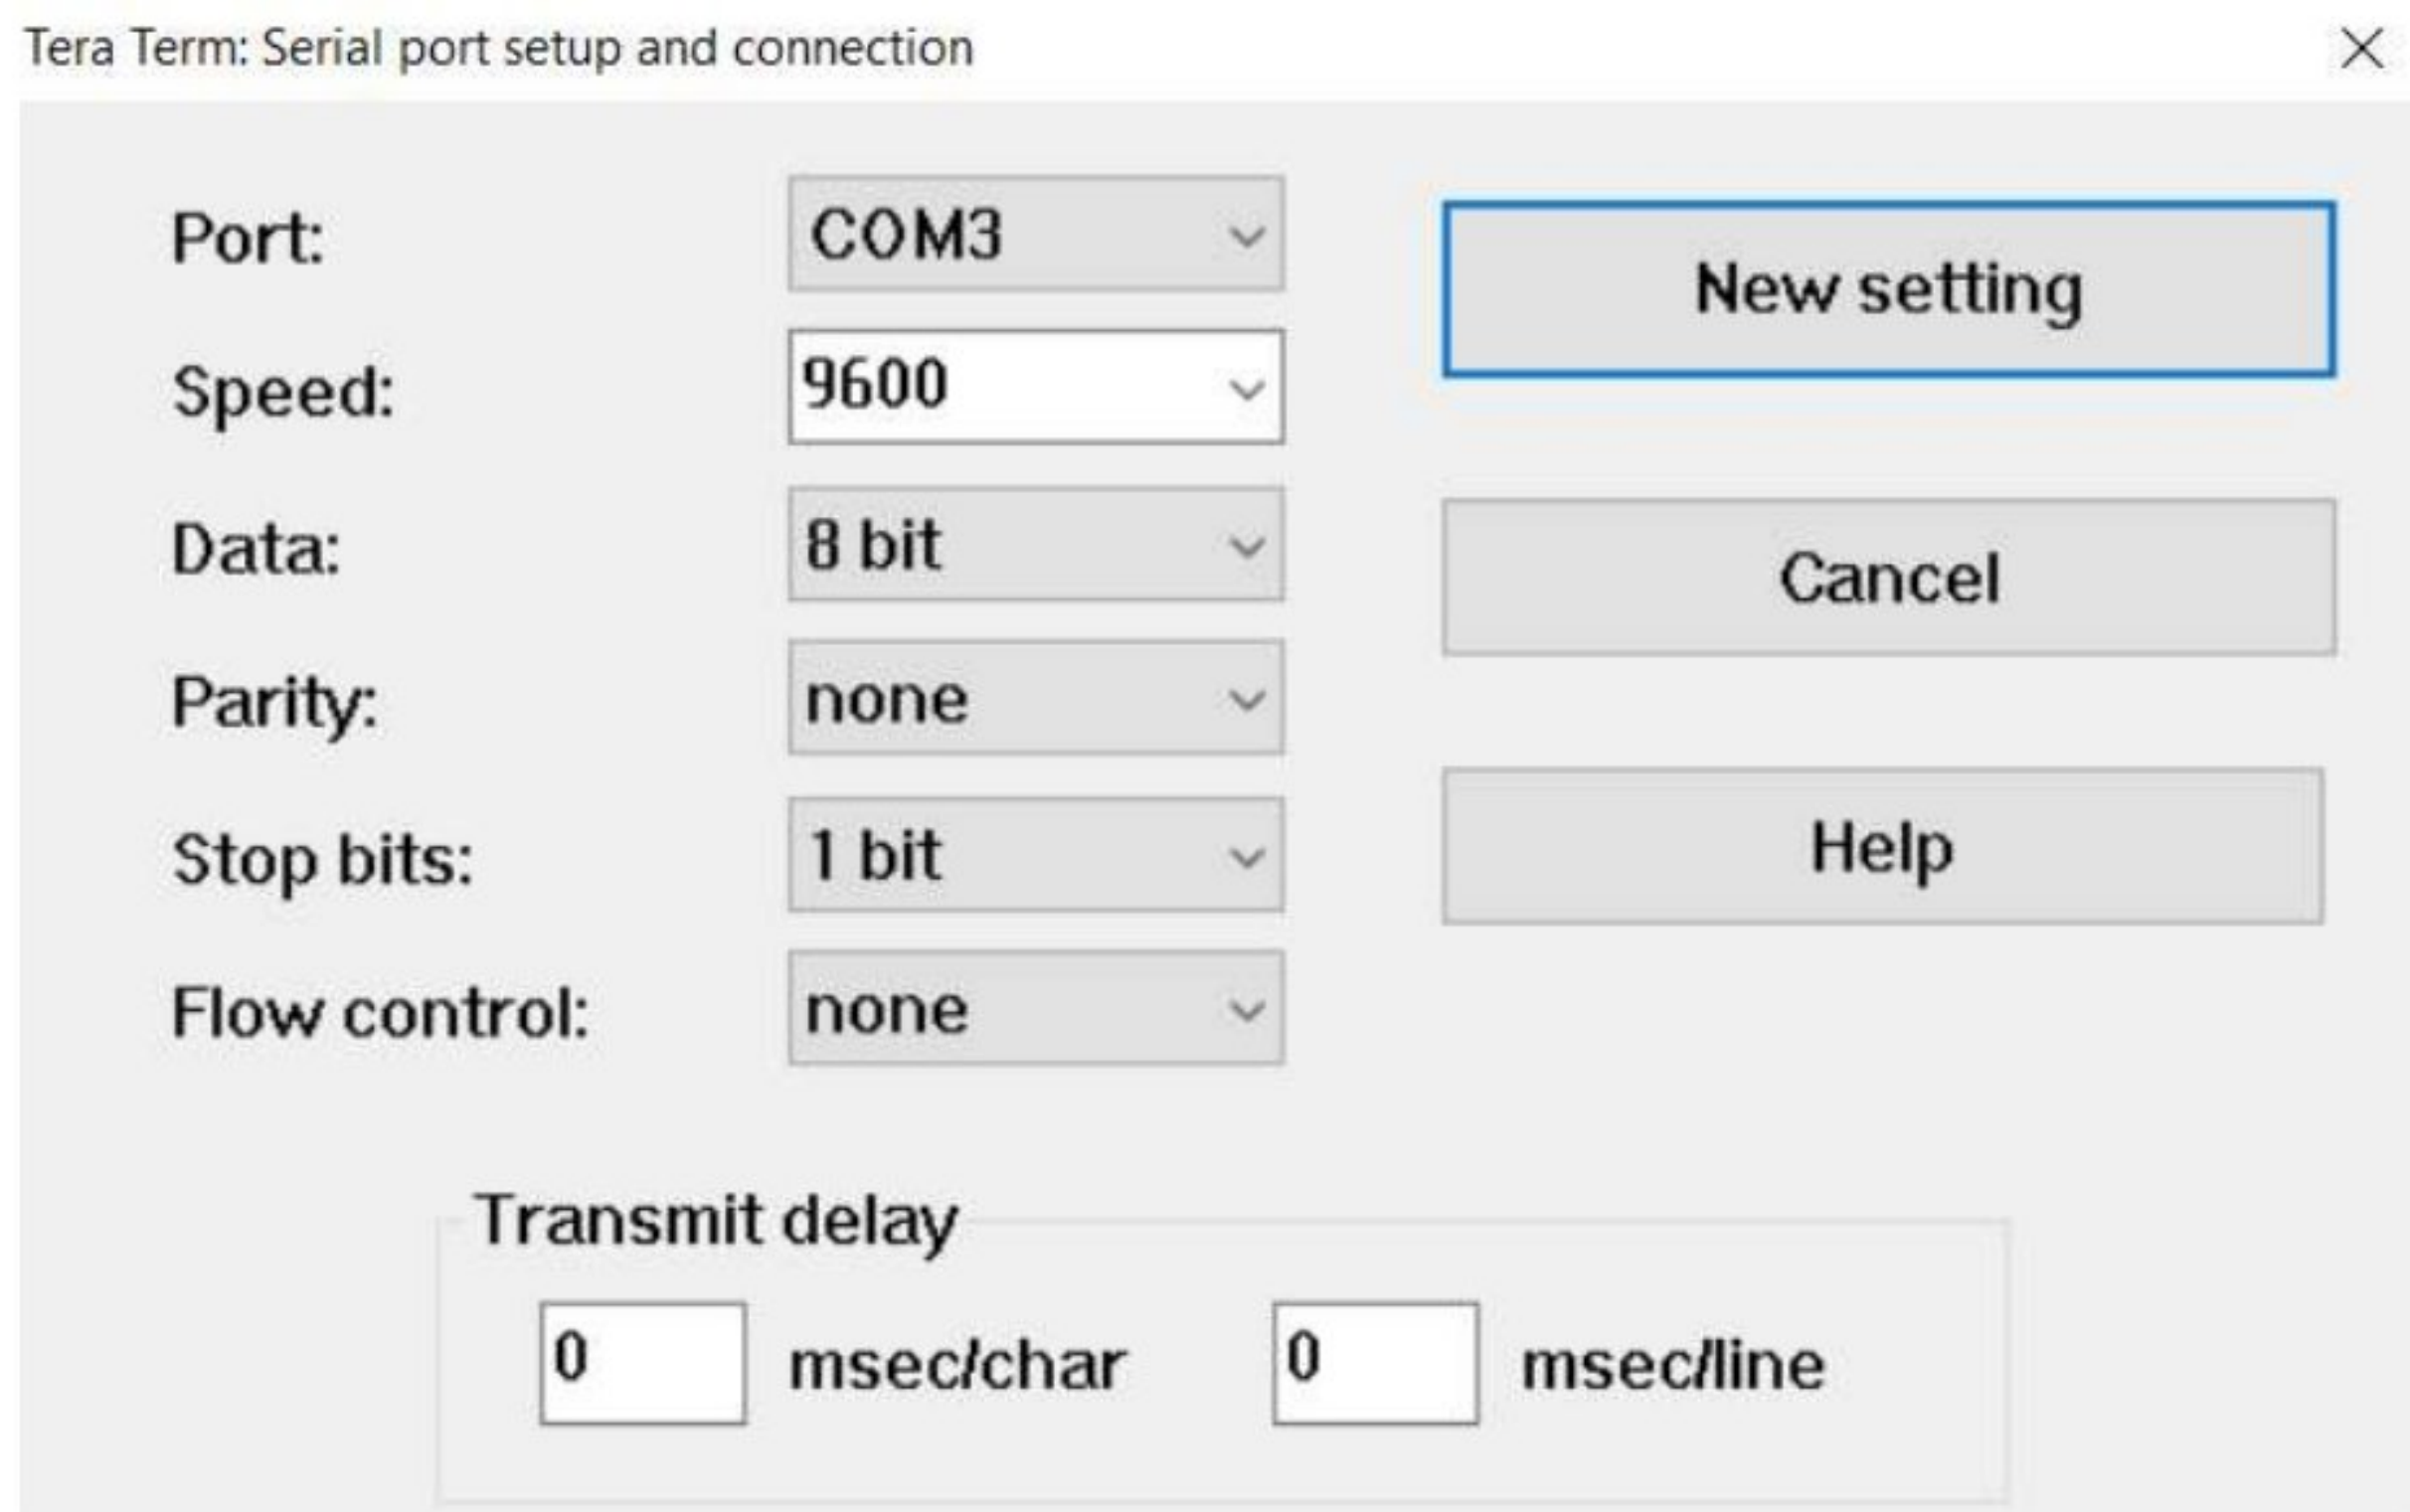 Tera Term: Serial port setup and connection
Port: COM3
New setting
Speed: 9600
Data: 8 bit
Cancel
Parity: none
Stop bits: 1 bit
Help
Flow control: none
Transmit delay
0 msec/char 0 msec/line